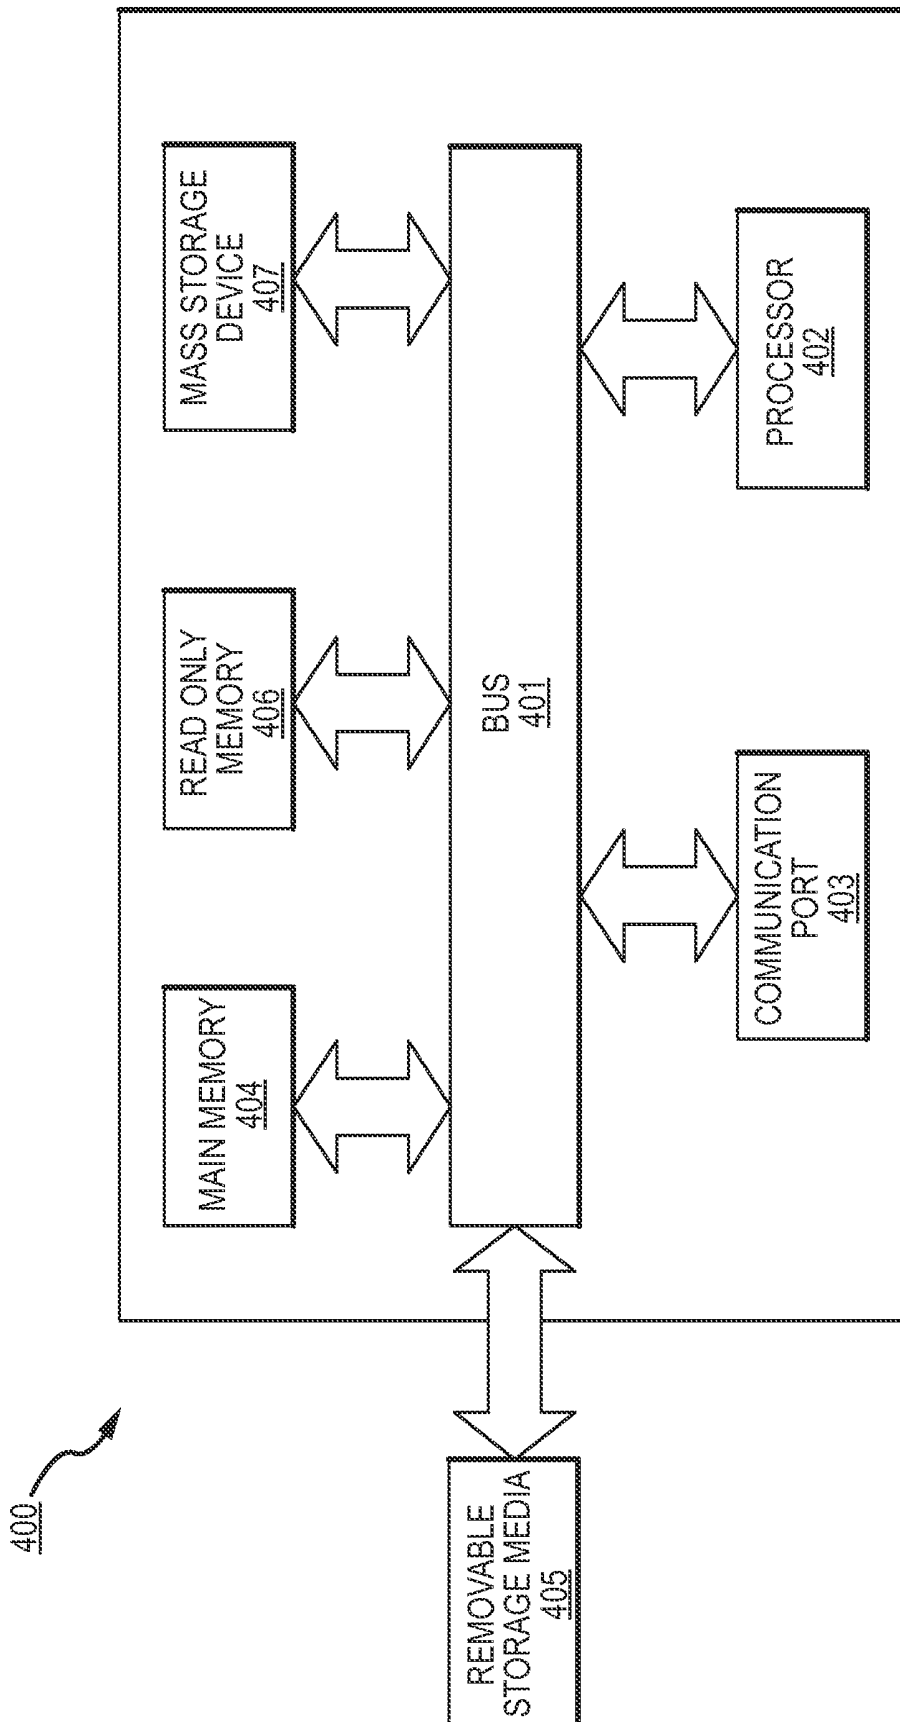 400
MAIN MEMORY
404
READ ONLY
MEMORY
406
MASS STORAGE
DEVICE
407
REMOVABLE
STORAGE MEDIA
405
BUS
401
COMMUNICATION
PORT
403
PROCESSOR
402